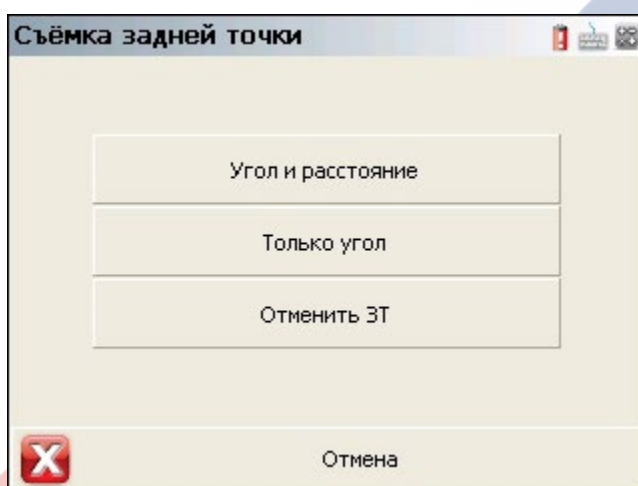 Съёмка задней точки
Угол и расстояние
Только угол
Отменить ЗТ
Отмена